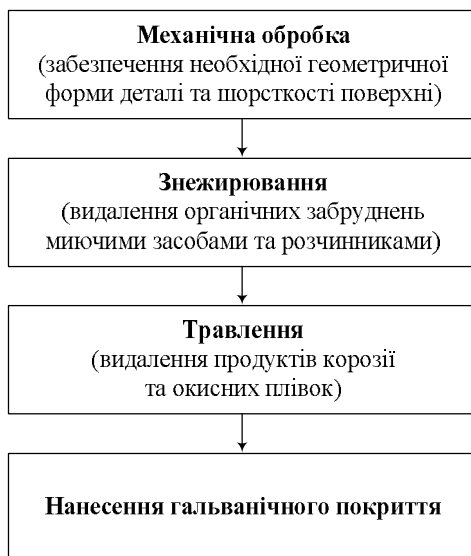 Механічна обробка
(забезпечення необхідної геометричної
форми деталі та шорсткості поверхні)
Знежирювання
(видалення органічних забруднень
миючими засобами та розчинниками)
Травлення
(видалення продуктів корозії
та окисних плівок)
Нанесення гальванічного покриття